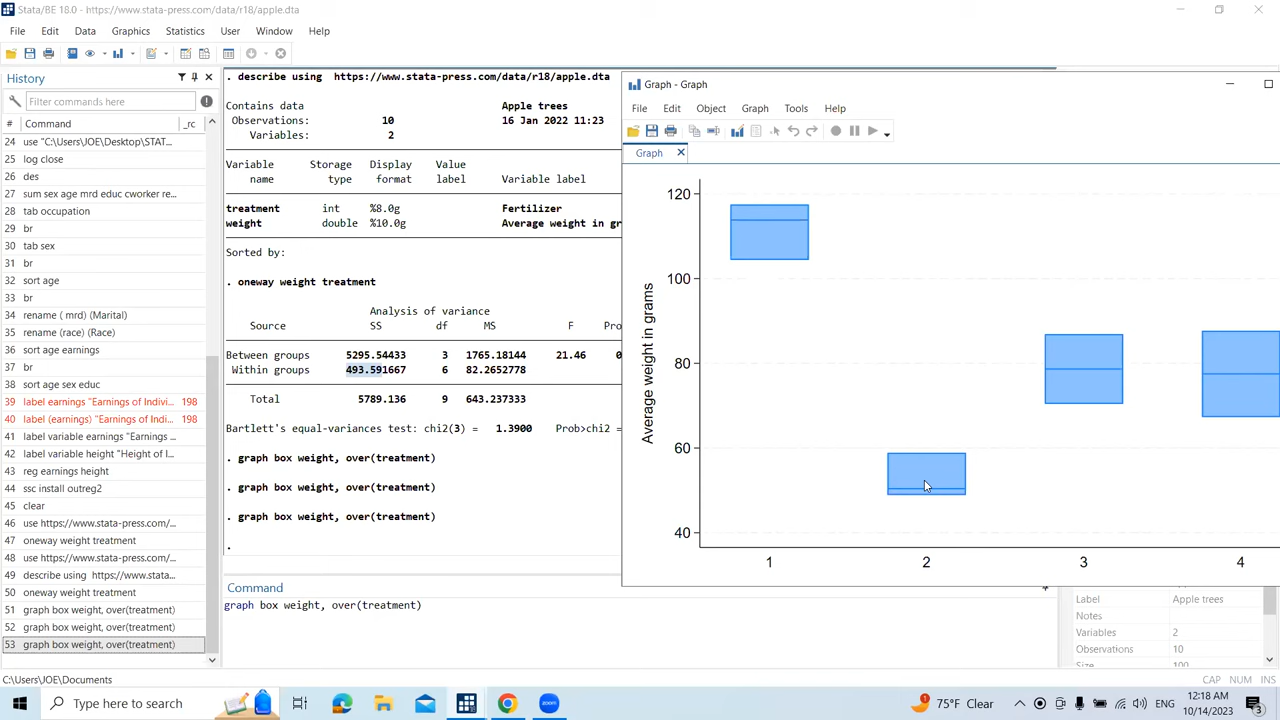 Stata/BE 18.0 - https://www.stata-press.com/data/r18/apple.dta
File Edit Data Graphics Statistics User Window Help
History
Filter commands here
# Command _rc
24 use "C:\Users\JOE\Desktop\STAT...
25 log close
26 des
27 sum sex age mrd educ cworker re...
28 tab occupation
29 br
30 tab sex
31 br
32 sort age
33 br
34 rename ( mrd) (Marital)
35 rename (race) (Race)
36 sort age earnings
37 br
38 sort age sex educ
39 label earnings "Earnings of Indivi... 198
40 label (earnings) "Earnings of Indi... 198
41 label variable earnings "Earnings ...
42 label variable height "Height of I...
43 reg earnings height
44 ssc install outreg2
45 clear
46 use https://www.stata-press.com/...
47 oneway weight treatment
48 use https://www.stata-press.com/...
49 describe using https://www.stata...
50 oneway weight treatment
51 graph box weight, over(treatment)
52 graph box weight, over(treatment)
53 graph box weight, over(treatment)
. describe using https://www.stata-press.com/data/r18/apple.dta
Contains data Apple trees
Observations: 10 16 Jan 2022 11:23
Variables: 2
Variable Storage Display Value
name type format label Variable label
treatment int %8.0g Fertilizer
weight double %10.0g Average weight in gr
Sorted by:
. oneway weight treatment
Analysis of variance
Source SS df MS F Pro
Between groups 5295.54433 3 1765.18144 21.46 0
Within groups 493.591667 6 82.2652778
Total 5789.136 9 643.237333
Bartlett's equal-variances test: chi2(3) = 1.3900 Prob>chi2 =
. graph box weight, over(treatment)
. graph box weight, over(treatment)
. graph box weight, over(treatment)
.
Command
graph box weight, over(treatment)
Graph - Graph
File Edit Object Graph Tools Help
Graph
Average weight in grams
120
100
80
60
40
1 2 3 4
Label Apple trees
Notes
Variables 2
Observations 10
Size 100
C:\Users\JOE\Documents
CAP NUM INS
Type here to search
zoom
75°F Clear
ENG
12:18 AM
10/14/2023
3